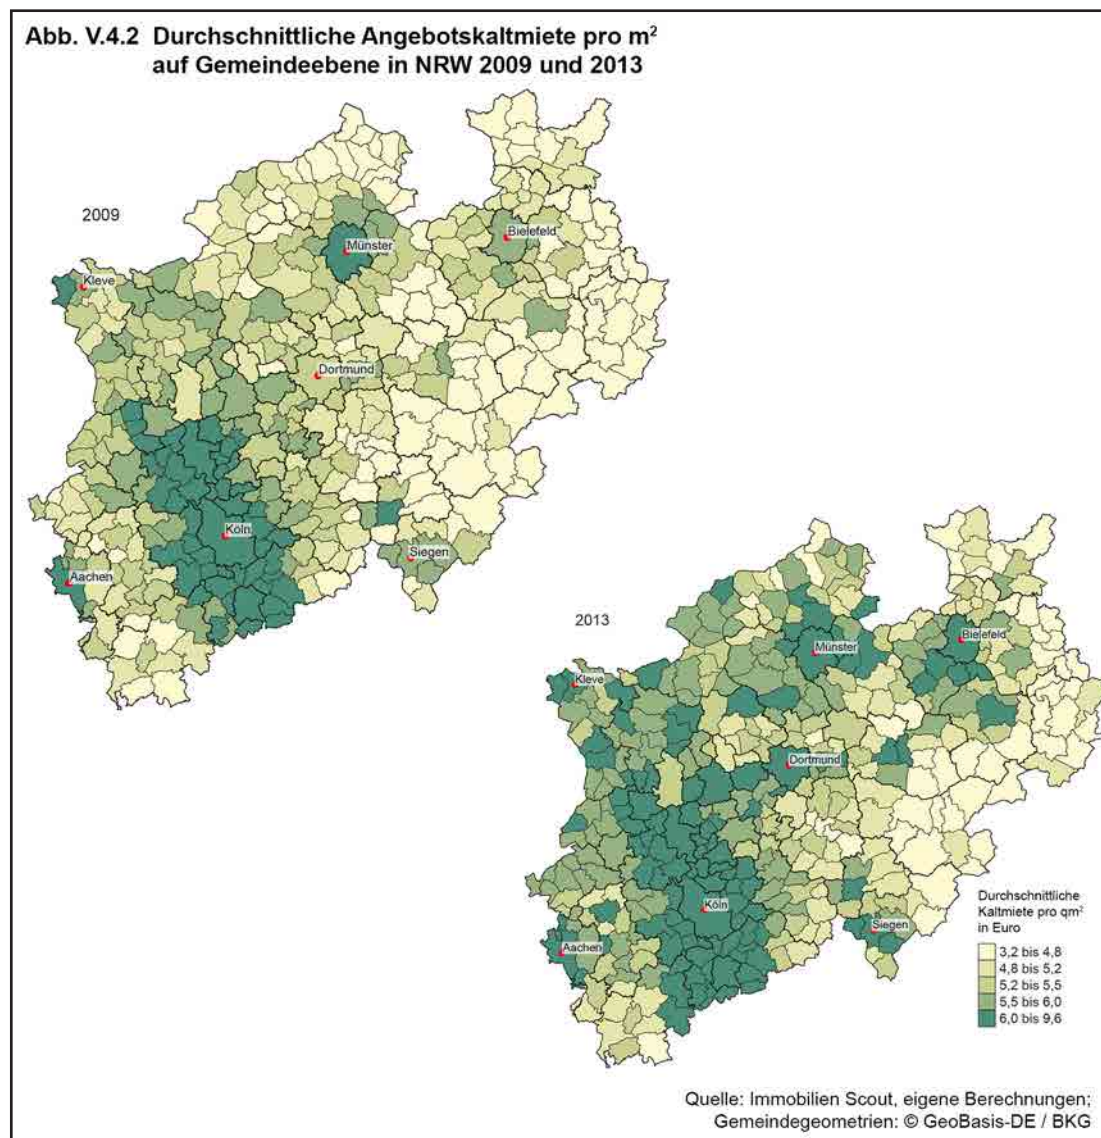 Abb. V.4.2 Durchschnittliche Angebotskaltmiete pro m²
auf Gemeindeebene in NRW 2009 und 2013
2009
Bielefeld
Münster
Kleve
Dortmund
Köln
Siegen
Aachen
2013
Bielefeld
Münster
Kleve
Dortmund
Köln
Siegen
Aachen
Durchschnittliche
Kaltmiete pro qm²
in Euro
3,2 bis 4,8
4,8 bis 5,2
5,2 bis 5,5
5,5 bis 6,0
6,0 bis 9,6
Quelle: Immobilien Scout, eigene Berechnungen;
Gemeindegeometrien: © GeoBasis-DE / BKG